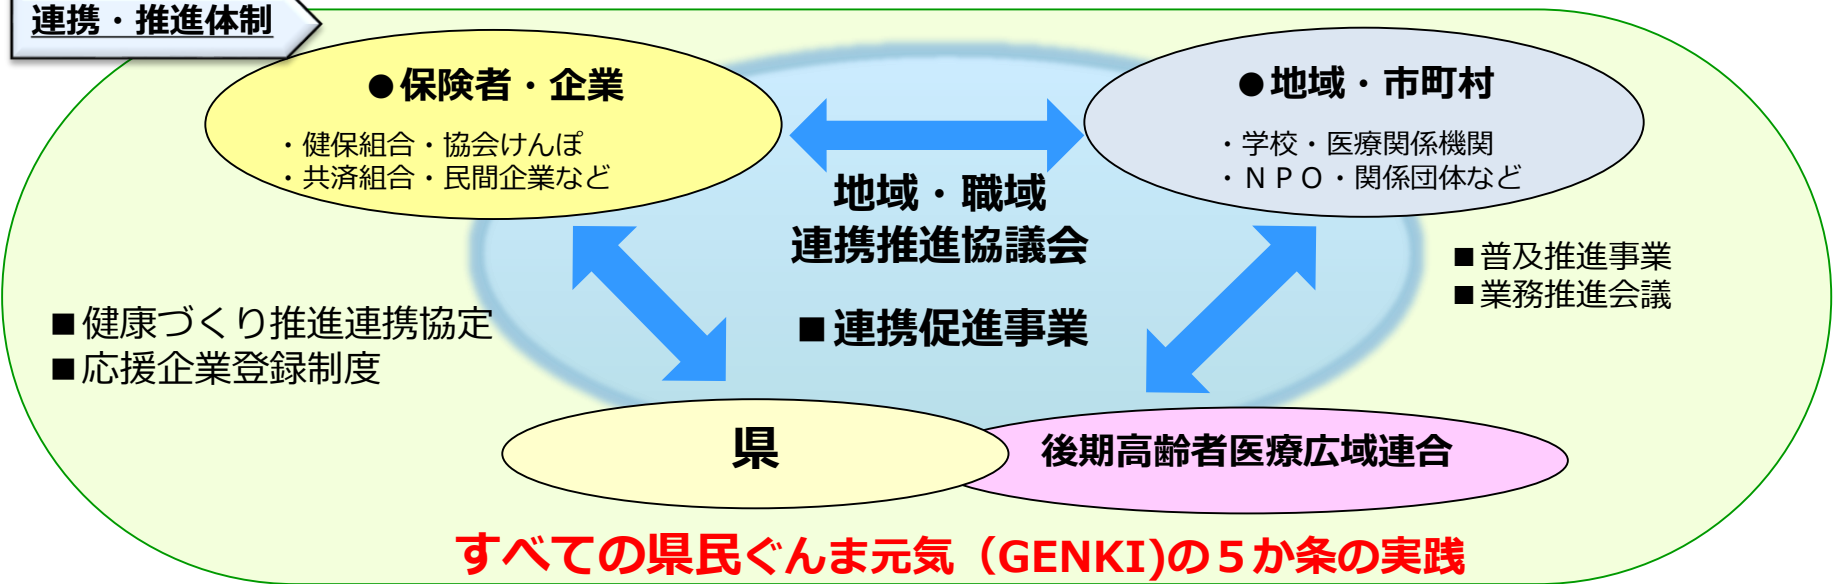 連携・推進体制
●保険者・企業
・健保組合・協会けんぽ
・共済組合・民間企業など
●地域・市町村
・学校・医療関係機関
・ＮＰＯ・関係団体など
地域・職域
連携推進協議会
■連携促進事業
■普及推進事業
■業務推進会議
■健康づくり推進連携協定
■応援企業登録制度
県
後期高齢者医療広域連合
すべての県民ぐんま元気（GENKI)の５か条の実践